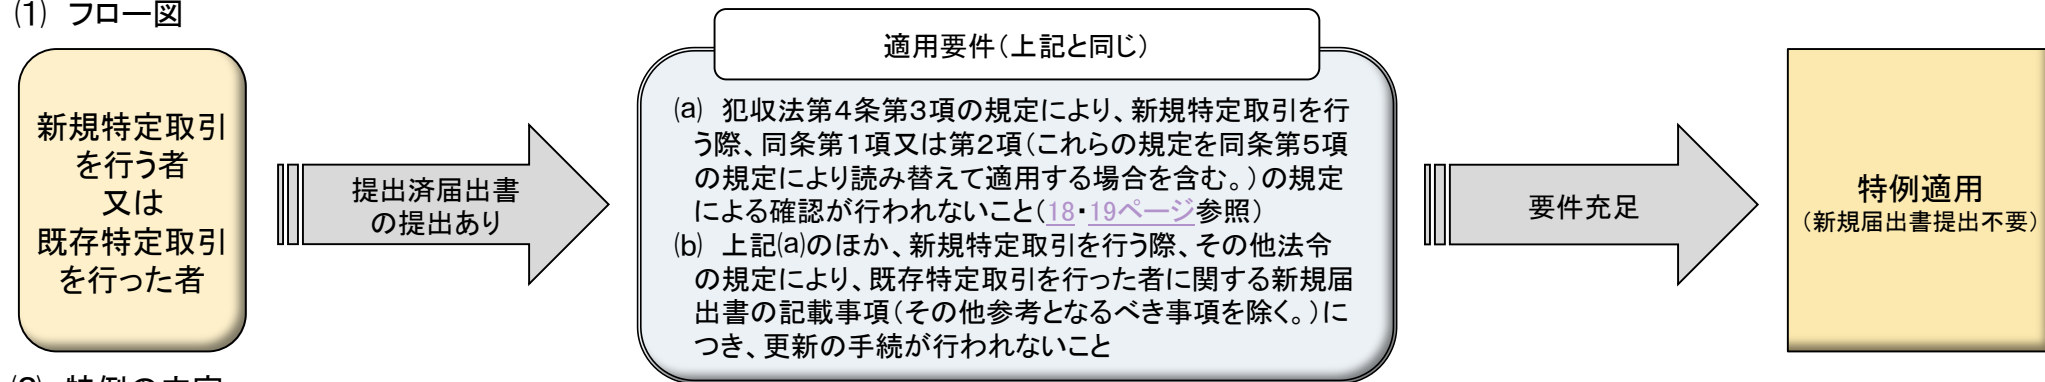 ⑴ フロー図
新規特定取引
を行う者
又は
既存特定取引
を行った者
提出済届出書
の提出あり
適用要件(上記と同じ)
⒜ 犯収法第4条第3項の規定により、新規特定取引を行
う際、同条第1項又は第2項(これらの規定を同条第5項
の規定により読み替えて適用する場合を含む。)の規定
による確認が行われないこと(18・19ページ参照)
⒝ 上記⒜のほか、新規特定取引を行う際、その他法令
の規定により、既存特定取引を行った者に関する新規届
出書の記載事項(その他参考となるべき事項を除く。)に
つき、更新の手続が行われないこと
要件充足
特例適用
(新規届出書提出不要)